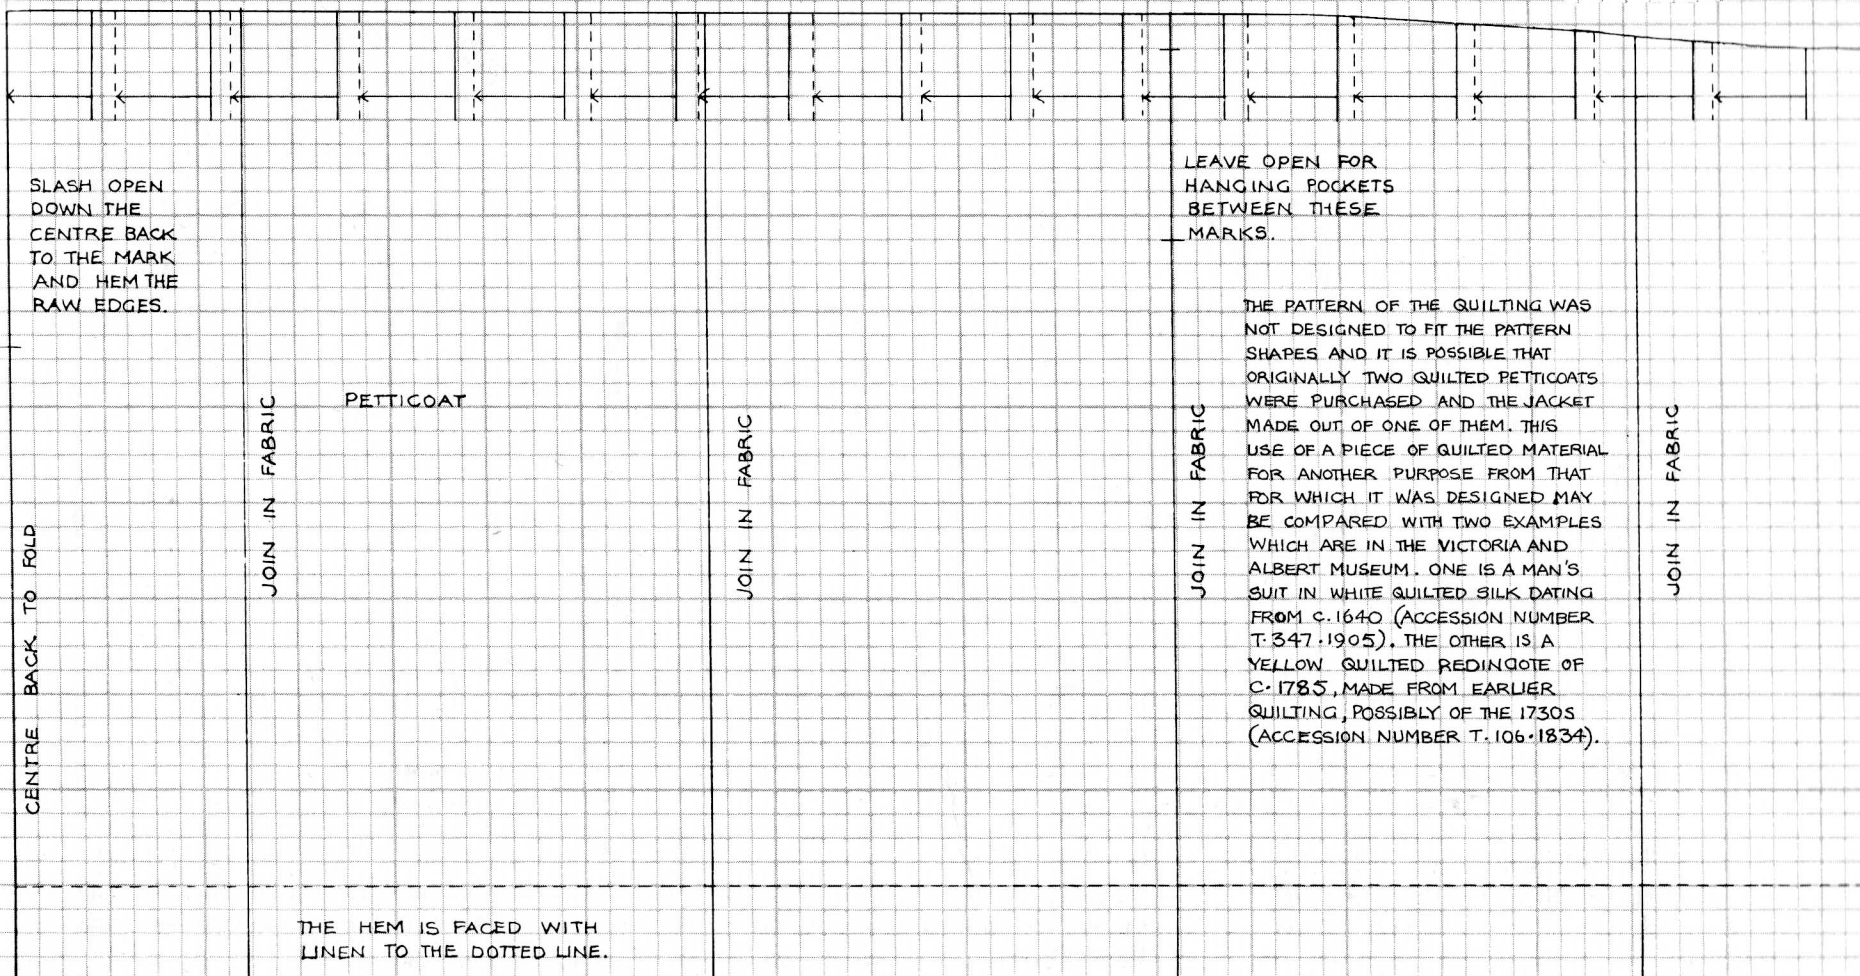 SLASH OPEN
DOWN THE
CENTRE BACK
TO THE MARK
AND HEM THE
RAW EDGES.
CENTRE BACK TO FOLD
JOIN IN FABRIC
PETTICOAT
JOIN IN FABRIC
LEAVE OPEN FOR
HANGING POCKETS
BETWEEN THESE
MARKS.
JOIN IN FABRIC
THE PATTERN OF THE QUILTING WAS
NOT DESIGNED TO FIT THE PATTERN
SHAPES AND IT IS POSSIBLE THAT
ORIGINALLY TWO QUILTED PETTICOATS
WERE PURCHASED AND THE JACKET
MADE OUT OF ONE OF THEM. THIS
USE OF A PIECE OF QUILTED MATERIAL
FOR ANOTHER PURPOSE FROM THAT
FOR WHICH IT WAS DESIGNED MAY
BE COMPARED WITH TWO EXAMPLES
WHICH ARE IN THE VICTORIA AND
ALBERT MUSEUM. ONE IS A MAN'S
SUIT IN WHITE QUILTED SILK DATING
FROM C.1640 (ACCESSION NUMBER
T.347.1905). THE OTHER IS A
YELLOW QUILTED REDINGOTE OF
C.1785, MADE FROM EARLIER
QUILTING, POSSIBLY OF THE 1730S
(ACCESSION NUMBER T.106.1834).
JOIN IN FABRIC
THE HEM IS FACED WITH
LINEN TO THE DOTTED LINE.